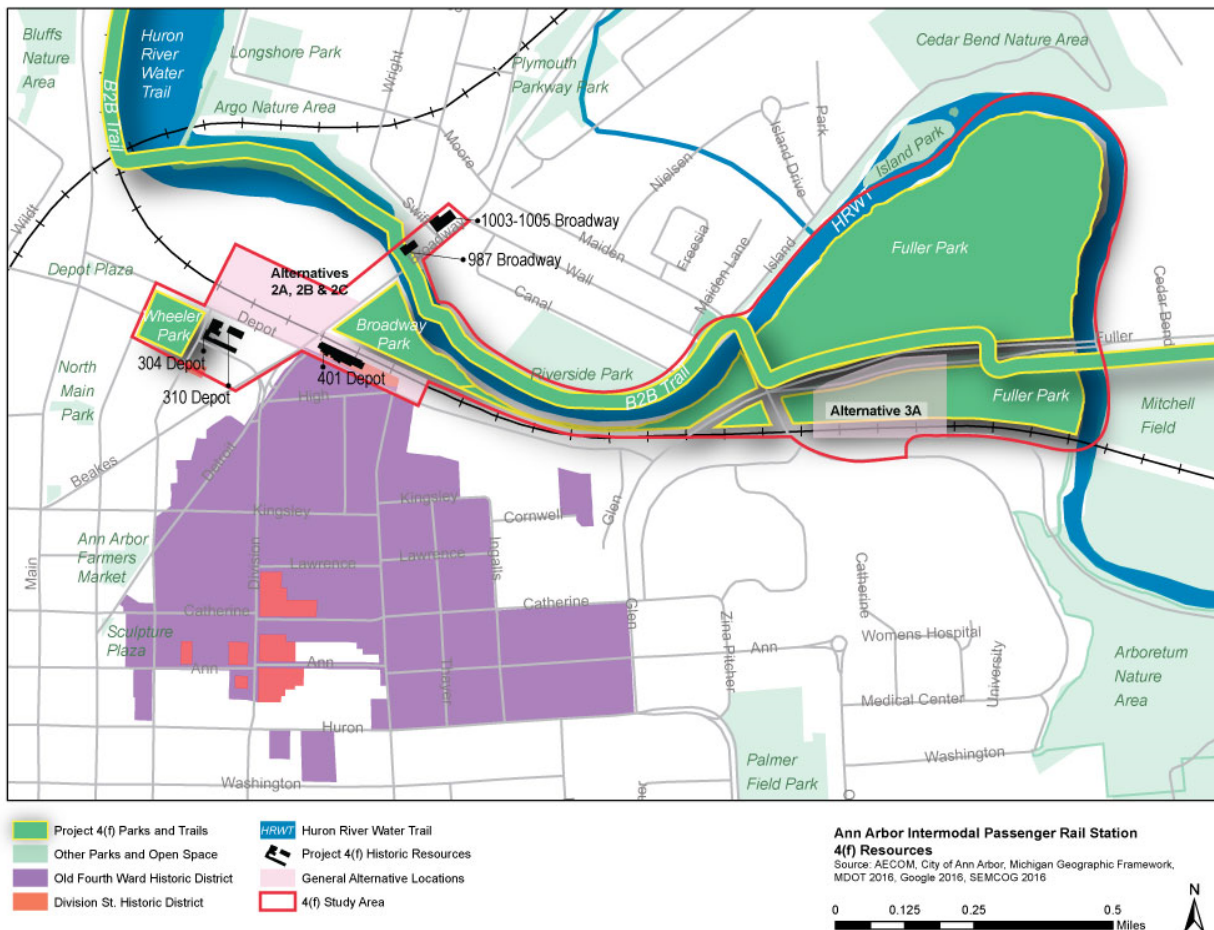 Bluffs
Nature
Area
Huron
River
Water
Trail
Longshore Park
Wright
Plymouth
Parkway Park
Cedar Bend Nature Area
B2B Trail
Argo Nature Area
Moore
Park
Island Drive
Nielsen
Island Park
Wildt
Swift
Broadway
1003-1005 Broadway
HRWT
Maiden
Freesia
Island
Fuller Park
Depot Plaza
Alternatives
2A, 2B & 2C
987 Broadway
Wall
Maiden Lane
Canal
Cedar Bend
Wheeler
Park
Depot
Broadway
Park
Fuller
304 Depot
401 Depot
Riverside Park
B2B Trail
North
Main
Park
310 Depot
High
Alternative 3A
Fuller Park
Mitchell
Field
Beakes
Detroit
Kingsley
Kingsley
Cornwell
Glen
Ann Arbor
Farmers
Market
Main
Division
Lawrence
Lawrence
Ingalls
Catherine
Catherine
Catherine
Glen
Zina Pitcher
Womens Hospital
University
Sculpture
Plaza
Ann
Ann
Thayer
Ann
Arboretum
Nature
Area
Medical Center
Huron
Washington
Washington
Palmer
Field Park
Project 4(f) Parks and Trails
Other Parks and Open Space
Old Fourth Ward Historic District
Division St. Historic District
HRWT Huron River Water Trail
Project 4(f) Historic Resources
General Alternative Locations
4(f) Study Area
Ann Arbor Intermodal Passenger Rail Station
4(f) Resources
Source: AECOM, City of Ann Arbor, Michigan Geographic Framework,
MDOT 2016, Google 2016, SEMCOG 2016
N
0 0.125 0.25 0.5
Miles